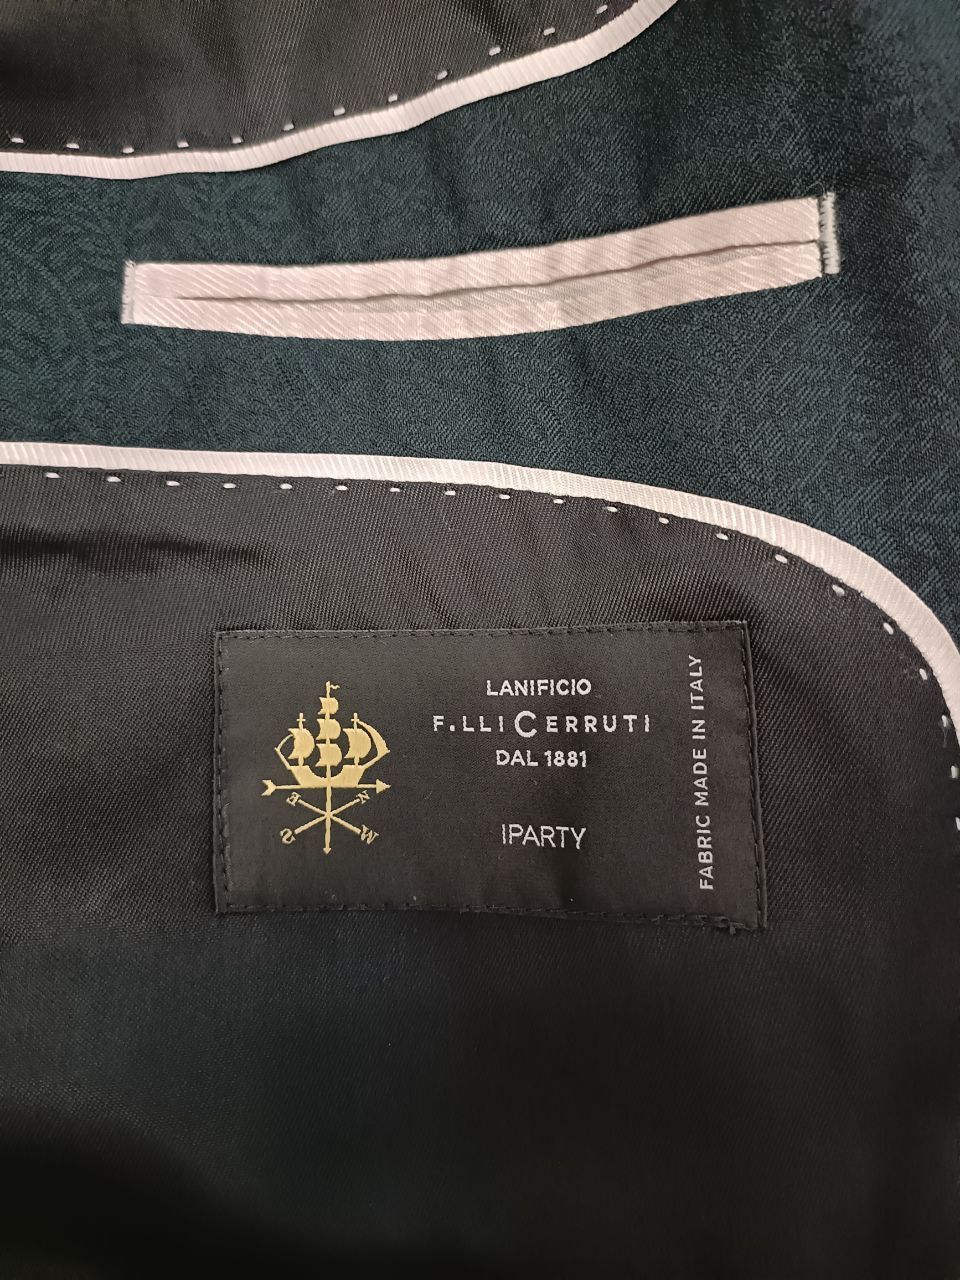 LANIFICIO
F.LLI CERRUTI
DAL 1881
IPARTY
FABRIC MADE IN ITALY
N
E
S
W